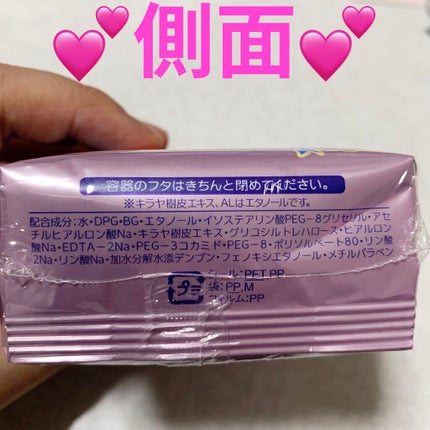 側面
容器のフタはきちんと閉めてください。
※キラヤ樹皮エキス、ALはエタノールです。
配合成分:水・DPG・BG・エタノール・イソステアリン酸PEG-8グリセリル・アセ
チルヒアルロン酸Na・キラヤ樹皮エキス・グリコシルトレハロース・ヒアルロン
酸Na・EDTA-2Na・PEG-3コカミド・PEG-8・ポリソルベート80・リン酸
2Na・リン酸Na・加水分解水添デンプン・フェノキシエタノール・メチルパラベン
シール:PET,PP
袋:PP,M
フィルム:PP
プラ